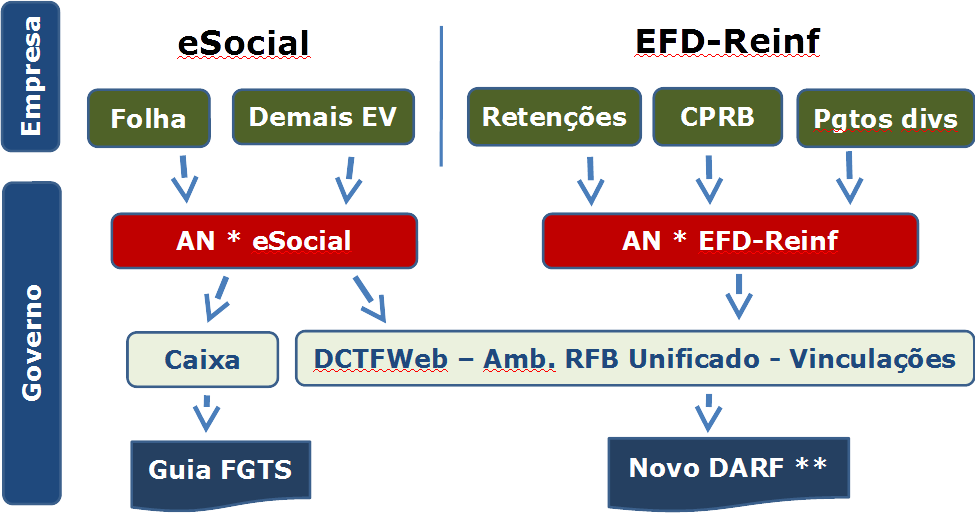 Empresa
eSocial
EFD-Reinf
Folha
Demais EV
Retenções
CPRB
Pgtos divs
Governo
AN * eSocial
AN * EFD-Reinf
Caixa
DCTFWeb – Amb. RFB Unificado - Vinculações
Guia FGTS
Novo DARF **